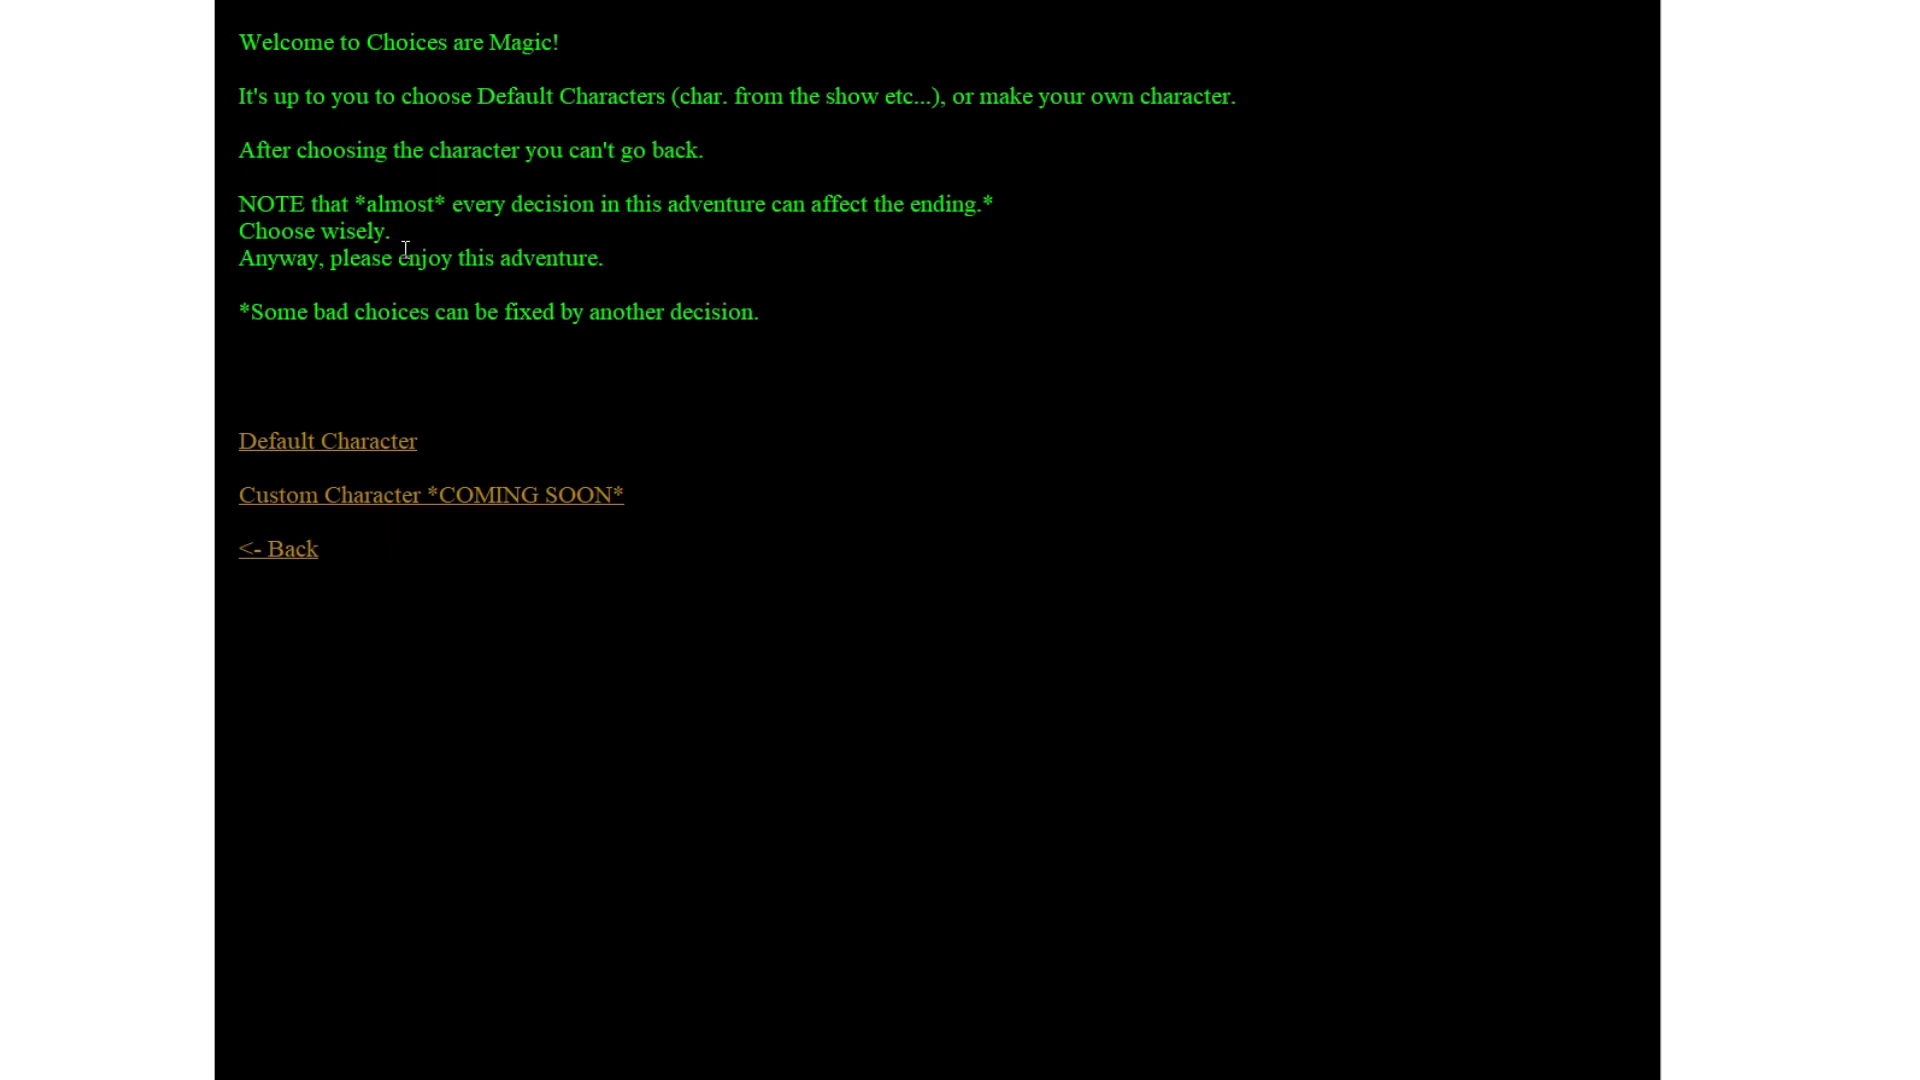 Welcome to Choices are Magic!
It's up to you to choose Default Characters (char. from the show etc...), or make your own character.
After choosing the character you can't go back.
NOTE that *almost* every decision in this adventure can affect the ending.*
Choose wisely.
Anyway, please enjoy this adventure.
*Some bad choices can be fixed by another decision.
Default Character
Custom Character *COMING SOON*
<- Back